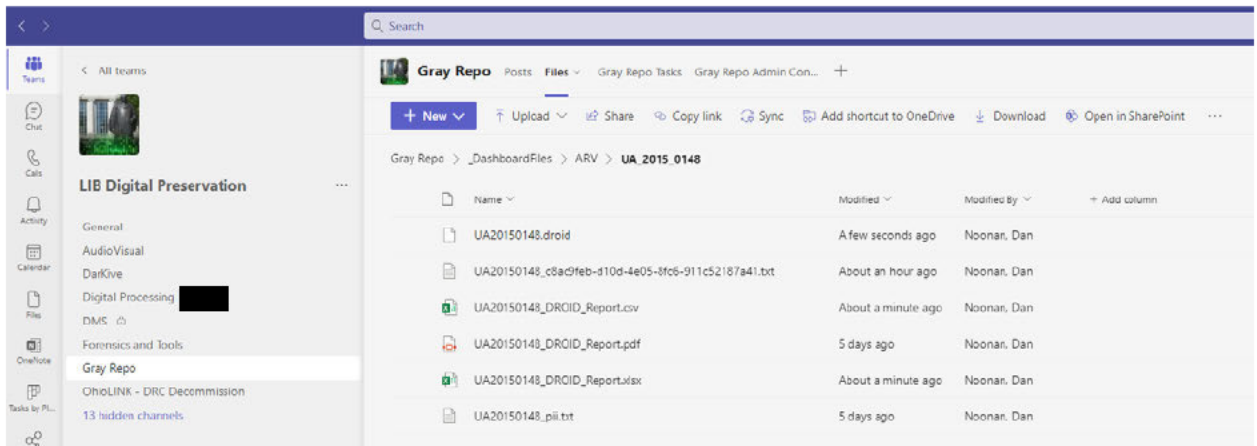 Search
Teams
Chat
Calls
Activity
Calendar
Files
OneNote
Tasks by Pl...
All teams
LIB Digital Preservation
...
General
AudioVisual
DarKive
Digital Processing
DMS
Forensics and Tools
Gray Repo
OhioLINK - DRC Decommission
13 hidden channels
Gray Repo Posts Files Gray Repo Tasks Gray Repo Admin Con... +
+ New Upload Share Copy link Sync Add shortcut to OneDrive Download Open in SharePoint ...
Gray Repo > _DashboardFiles > ARV > UA_2015_0148
Name Modified Modified By + Add column
UA20150148.droid A few seconds ago Noonan, Dan
UA20150148_c8ac9feb-d10d-4e05-8fc6-911c52187a41.txt About an hour ago Noonan, Dan
UA20150148_DROID_Report.csv About a minute ago Noonan, Dan
UA20150148_DROID_Report.pdf 5 days ago Noonan, Dan
UA20150148_DROID_Report.xlsx About a minute ago Noonan, Dan
UA20150148_pii.txt 5 days ago Noonan, Dan